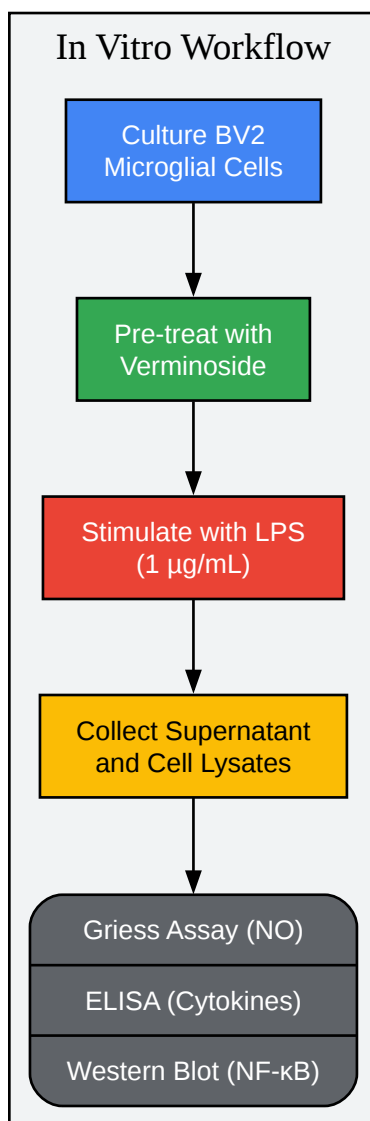 In Vitro Workflow
Culture BV2
Microglial Cells
Pre-treat with
Verminoside
Stimulate with LPS
(1 µg/mL)
Collect Supernatant
and Cell Lysates
Griess Assay (NO)
ELISA (Cytokines)
Western Blot (NF-κB)